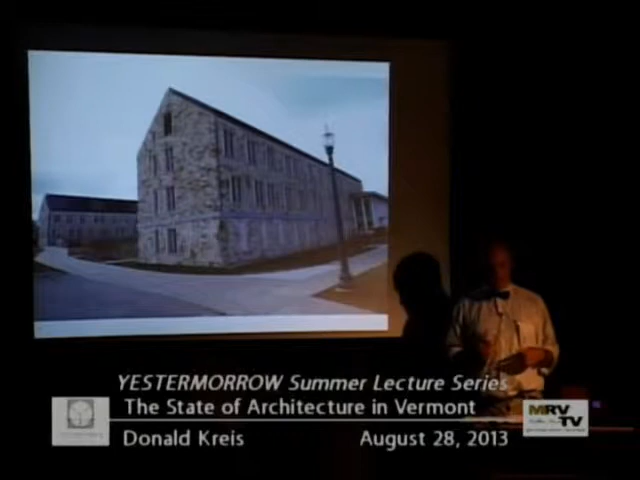 YESTERMORROW Summer Lecture Series
The State of Architecture in Vermont
Donald Kreis August 28, 2013
MRV
TV